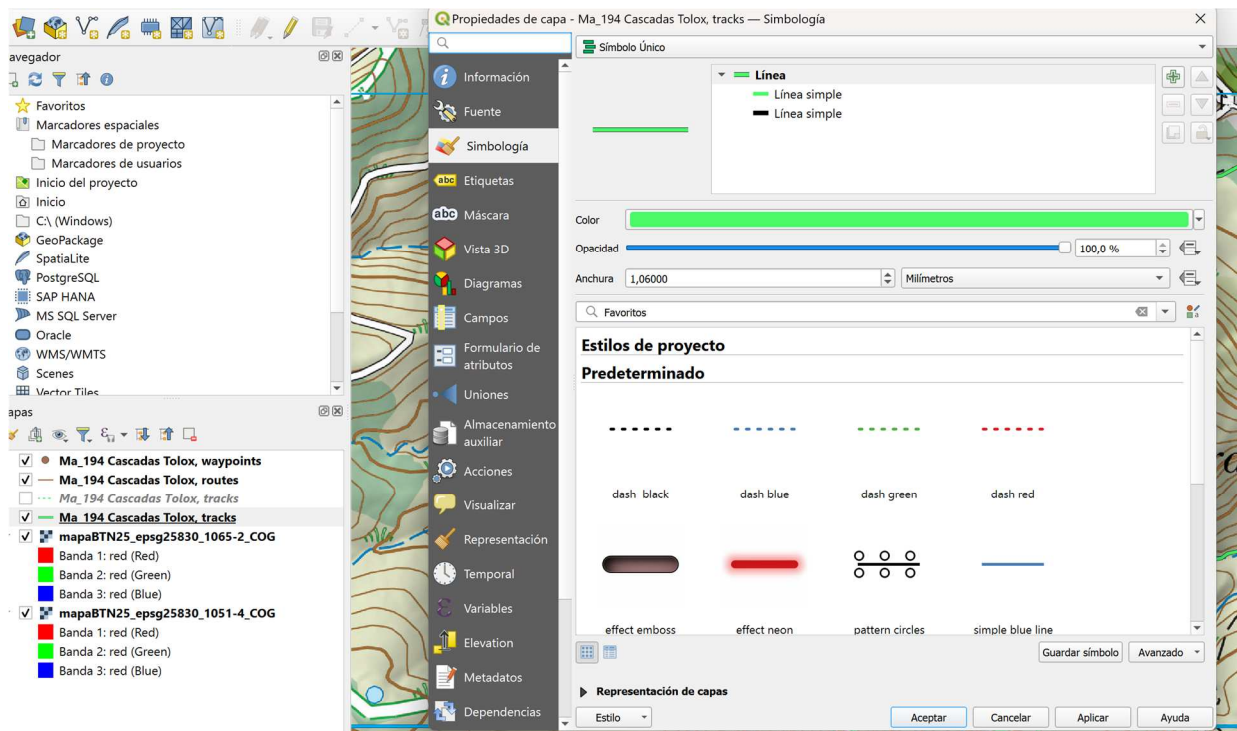 Propiedades de capa - Ma_194 Cascadas Tolox, tracks — Simbología
avegador
Favoritos
Marcadores espaciales
Marcadores de proyecto
Marcadores de usuarios
Inicio del proyecto
Inicio
C:\ (Windows)
GeoPackage
SpatiaLite
PostgreSQL
SAP HANA
MS SQL Server
Oracle
WMS/WMTS
Scenes
Vector Tiles
apas
Ma_194 Cascadas Tolox, waypoints
Ma_194 Cascadas Tolox, routes
Ma_194 Cascadas Tolox, tracks
Ma_194 Cascadas Tolox, tracks
mapaBTN25_epsg25830_1065-2_COG
Banda 1: red (Red)
Banda 2: red (Green)
Banda 3: red (Blue)
mapaBTN25_epsg25830_1051-4_COG
Banda 1: red (Red)
Banda 2: red (Green)
Banda 3: red (Blue)
Información
Fuente
Simbología
abc Etiquetas
abc Máscara
Vista 3D
Diagramas
Campos
Formulario de
atributos
Uniones
Almacenamiento
auxiliar
Acciones
Visualizar
Representación
Temporal
Variables
Elevation
Metadatos
Dependencias
Símbolo Único
Línea
Línea simple
Línea simple
Color
Opacidad 100,0 %
Anchura 1,06000 Milímetros
Favoritos
Estilos de proyecto
Predeterminado
dash black dash blue dash green dash red
effect emboss effect neon pattern circles simple blue line
Guardar símbolo Avanzado
Representación de capas
Estilo Aceptar Cancelar Aplicar Ayuda